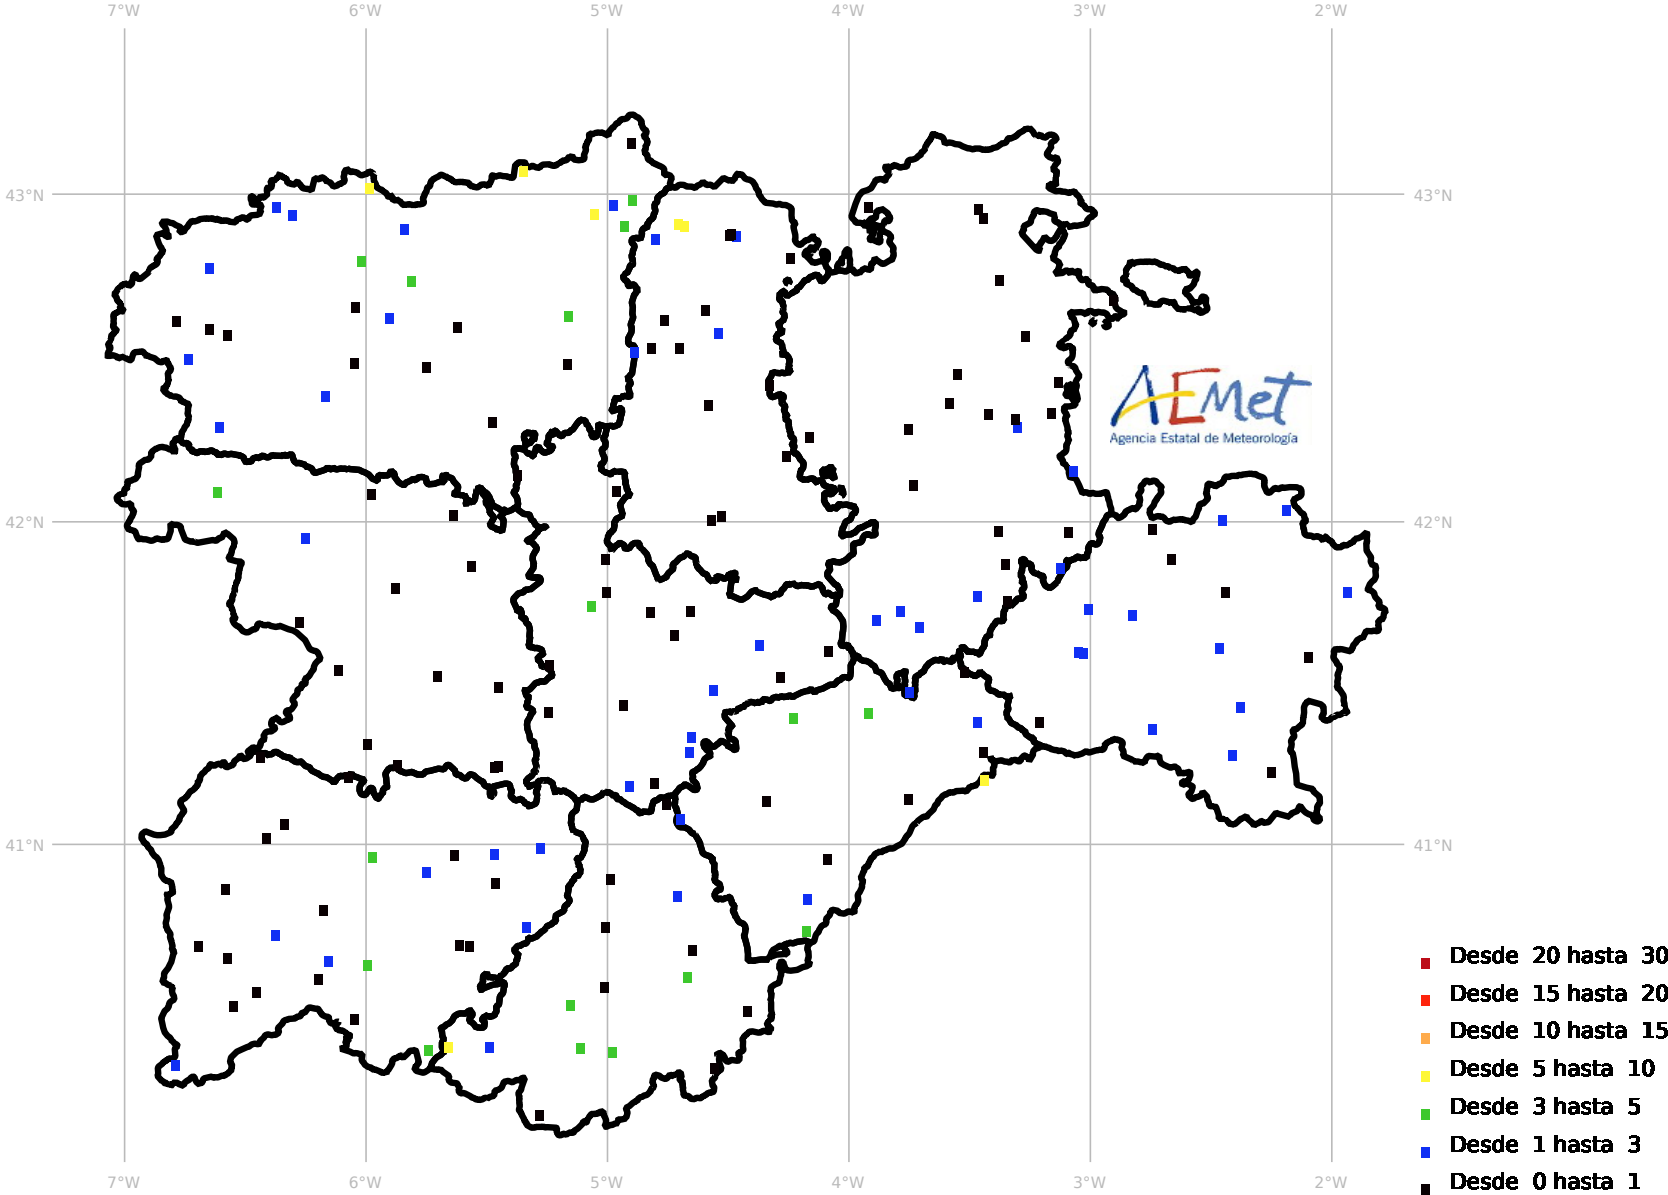 7°W 6°W 5°W 4°W 3°W 2°W
43°N 43°N
AEMet
Agencia Estatal de Meteorología
42°N 42°N
41°N 41°N
Desde 20 hasta 30
Desde 15 hasta 20
Desde 10 hasta 15
Desde 5 hasta 10
Desde 3 hasta 5
Desde 1 hasta 3
Desde 0 hasta 1
7°W 6°W 5°W 4°W 3°W 2°W